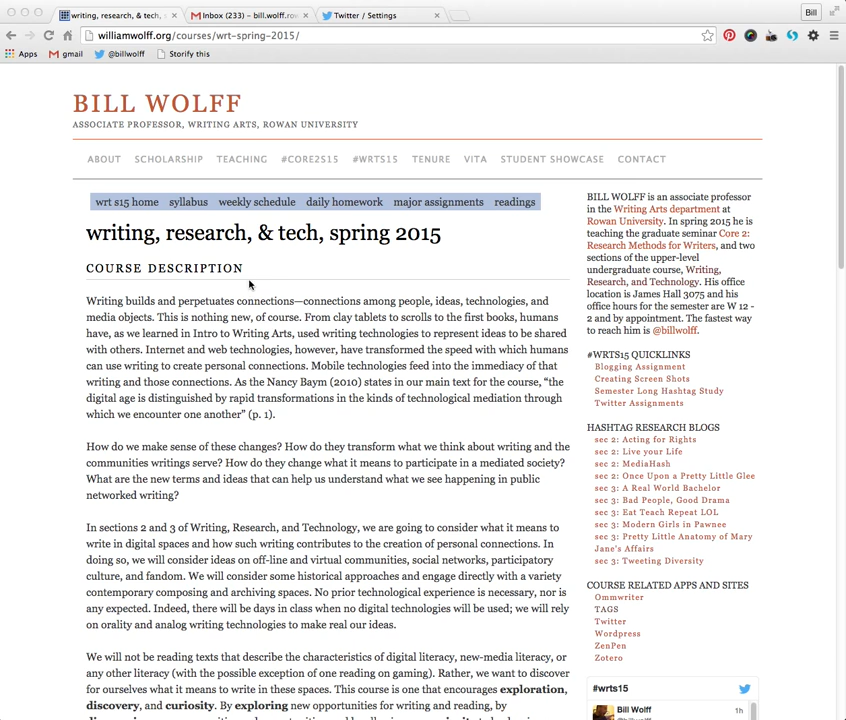 writing, research, & tech, s
Inbox (233) – bill.wolff.row
Twitter / Settings
Bill
williamwolff.org/courses/wrt-spring-2015/
Apps
gmail
@billwolff
Storify this
BILL WOLFF
ASSOCIATE PROFESSOR, WRITING ARTS, ROWAN UNIVERSITY
ABOUT SCHOLARSHIP TEACHING #CORE2S15 #WRTS15 TENURE VITA STUDENT SHOWCASE CONTACT
wrt s15 home syllabus weekly schedule daily homework major assignments readings
writing, research, & tech, spring 2015
COURSE DESCRIPTION
Writing builds and perpetuates connections—connections among people, ideas, technologies, and
media objects. This is nothing new, of course. From clay tablets to scrolls to the first books, humans
have, as we learned in Intro to Writing Arts, used writing technologies to represent ideas to be shared
with others. Internet and web technologies, however, have transformed the speed with which humans
can use writing to create personal connections. Mobile technologies feed into the immediacy of that
writing and those connections. As the Nancy Baym (2010) states in our main text for the course, “the
digital age is distinguished by rapid transformations in the kinds of technological mediation through
which we encounter one another” (p. 1).
How do we make sense of these changes? How do they transform what we think about writing and the
communities writings serve? How do they change what it means to participate in a mediated society?
What are the new terms and ideas that can help us understand what we see happening in public
networked writing?
In sections 2 and 3 of Writing, Research, and Technology, we are going to consider what it means to
write in digital spaces and how such writing contributes to the creation of personal connections. In
doing so, we will consider ideas on off-line and virtual communities, social networks, participatory
culture, and fandom. We will consider some historical approaches and engage directly with a variety
contemporary composing and archiving spaces. No prior technological experience is necessary, nor is
any expected. Indeed, there will be days in class when no digital technologies will be used; we will rely
on orality and analog writing technologies to make real our ideas.
We will not be reading texts that describe the characteristics of digital literacy, new-media literacy, or
any other literacy (with the possible exception of one reading on gaming). Rather, we want to discover
for ourselves what it means to write in these spaces. This course is one that encourages exploration,
discovery, and curiosity. By exploring new opportunities for writing and reading, by
BILL WOLFF is an associate professor
in the Writing Arts department at
Rowan University. In spring 2015 he is
teaching the graduate seminar Core 2:
Research Methods for Writers, and two
sections of the upper-level
undergraduate course, Writing,
Research, and Technology. His office
location is James Hall 3075 and his
office hours for the semester are W 12 -
2 and by appointment. The fastest way
to reach him is @billwolff.
#WRTS15 QUICKLINKS
Blogging Assignment
Creating Screen Shots
Semester Long Hashtag Study
Twitter Assignments
HASHTAG RESEARCH BLOGS
sec 2: Acting for Rights
sec 2: Live your Life
sec 2: MediaHash
sec 2: Once Upon a Pretty Little Glee
sec 3: A Real World Bachelor
sec 3: Bad People, Good Drama
sec 3: Eat Teach Repeat LOL
sec 3: Modern Girls in Pawnee
sec 3: Pretty Little Anatomy of Mary
Jane's Affairs
sec 3: Tweeting Diversity
COURSE RELATED APPS AND SITES
Ommwriter
TAGS
Twitter
Wordpress
ZenPen
Zotero
#wrts15
Bill Wolff 1h